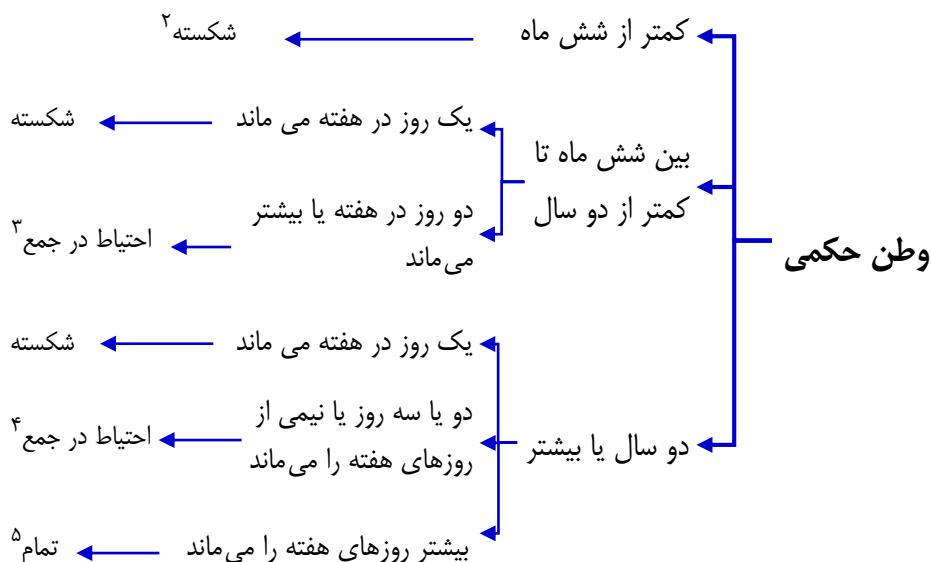 وطن حکمی
کمتر از شش ماه
شکسته۲
بین شش ماه تا
کمتر از دو سال
یک روز در هفته می ماند
شکسته
دو روز در هفته یا بیشتر
می‌ماند
احتیاط در جمع۳
دو سال یا بیشتر
یک روز در هفته می ماند
شکسته
دو یا سه روز یا نیمی از
روزهای هفته را می‌ماند
احتیاط در جمع۴
بیشتر روزهای هفته را می‌ماند
تمام۵